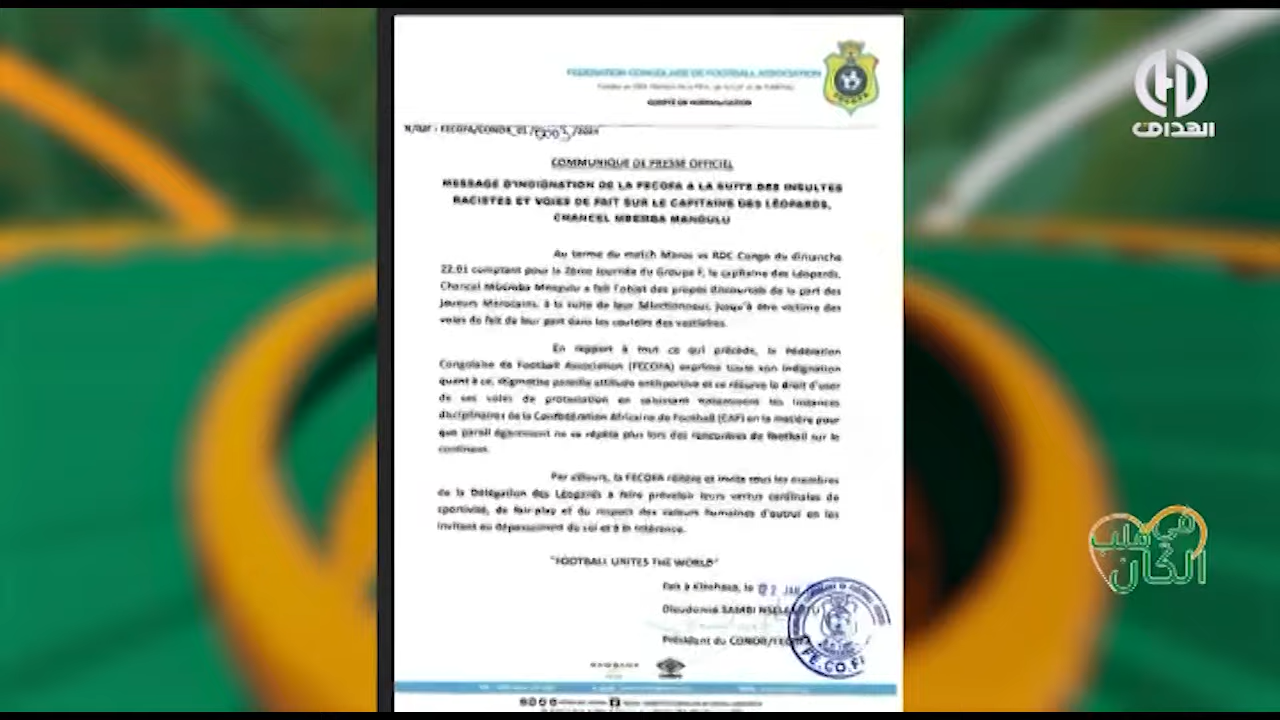 FEDERATION CONGOLAISE DE FOOTBALL ASSOCIATION
COMITE DE NORMALISATION
الهداف
N/Réf : FECOFA/CONOR_01
COMMUNIQUE DE PRESSE OFFICIEL
MESSAGE D'INDIGNATION DE LA FECOFA A LA SUITE DES INSULTES
RACISTES ET VOIES DE FAIT SUR LE CAPITAINE DES LÉOPARDS,
CHANCEL MBEMBA MANGULU
Au terme du match Maroc vs RDC Congo du dimanche
22.01 comptant pour la 2ème journée du Groupe F, le capitaine des Léopards,
Chancel Mbemba Mangulu a fait l'objet des propos discourtois de la part des
joueurs Marocains, à la suite de leur Sélectionneur, jusqu'à être victime des
voies de fait de leur part dans les couloirs des vestiaires.
En rapport à tout ce qui précède, la Fédération
Congolaise de Football Association (FECOFA) exprime toute son indignation
quant à ce, stigmatise pareille attitude antisportive et se réserve le droit d'user
de ses voies de protestation en saisissant notamment les instances
disciplinaires de la Confédération Africaine de Football (CAF) en la matière pour
que pareil égarement ne se répète plus lors des rencontres de football sur le
continent.
Par ailleurs, la FECOFA réitère et invite tous les membres
de la Délégation des Léopards à faire prévaloir leurs vertus cardinales de
sportivité, de fair-play et du respect des valeurs humaines d'autrui en les
invitant au dépassement de soi et à la tolérance.
"FOOTBALL UNITES THE WORLD"
في قلب
الكان
Fait à Kinshasa, le 22 JAN
Dieudonné SAMBI
Président du CONOR/FECOFA
FE.CO.FA